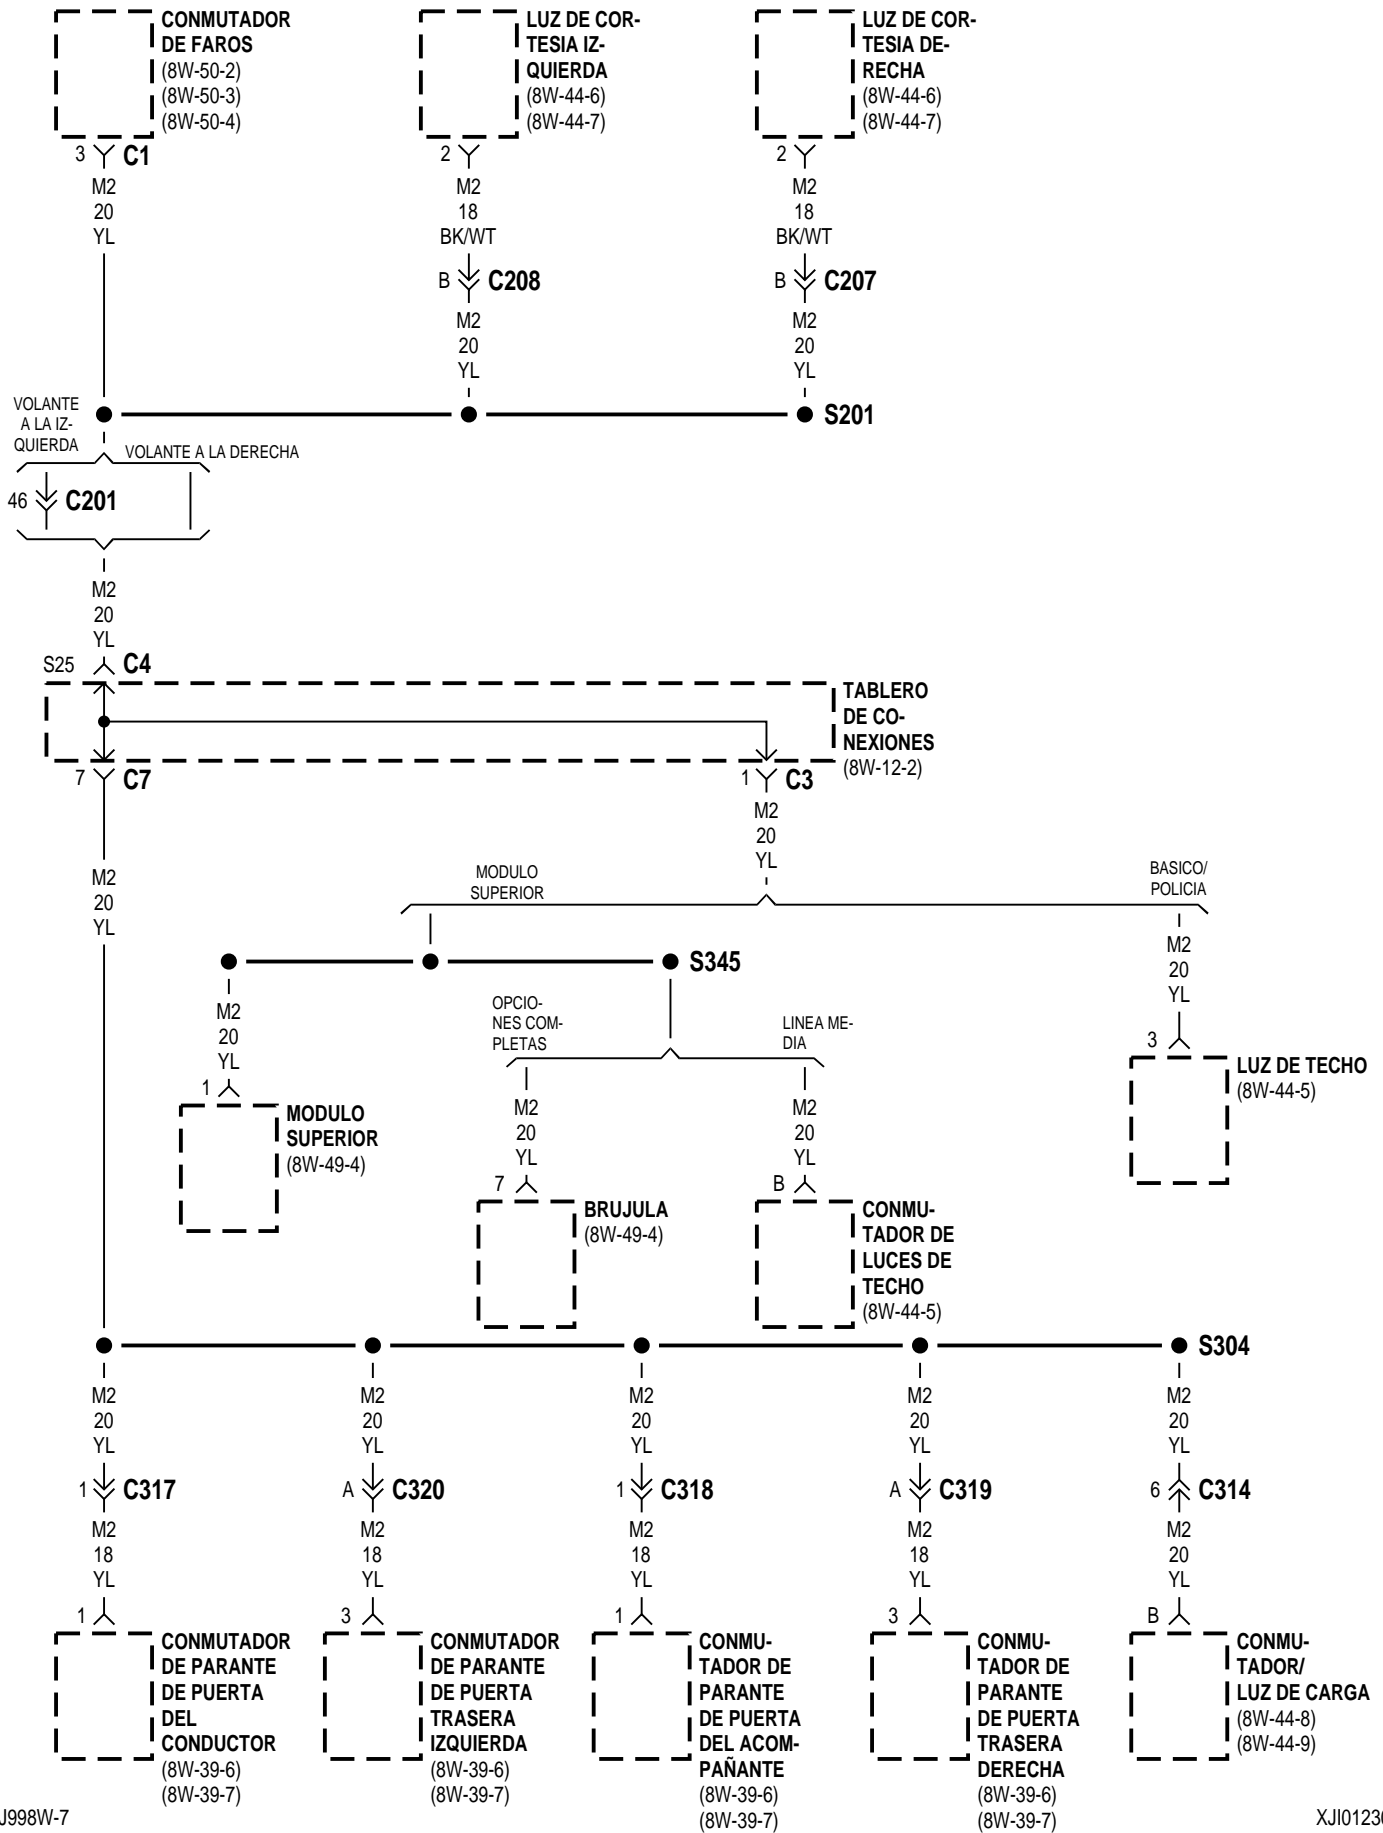 CONMUTADOR
DE FAROS
(8W-50-2)
(8W-50-3)
(8W-50-4)
LUZ DE COR-
TESIA IZ-
QUIERDA
(8W-44-6)
(8W-44-7)
LUZ DE COR-
TESIA DE-
RECHA
(8W-44-6)
(8W-44-7)
3 C1
2
2
M2
20
YL
M2
18
BK/WT
M2
18
BK/WT
B C208
B C207
M2
20
YL
M2
20
YL
S201
VOLANTE
A LA IZ-
QUIERDA
VOLANTE A LA DERECHA
46 C201
M2
20
YL
S25 C4
TABLERO
DE CO-
NEXIONES
(8W-12-2)
7 C7
1 C3
M2
20
YL
M2
20
YL
MODULO
SUPERIOR
BASICO/
POLICIA
S345
M2
20
YL
M2
20
YL
OPCIO-
NES COM-
PLETAS
LINEA ME-
DIA
3
LUZ DE TECHO
(8W-44-5)
1
MODULO
SUPERIOR
(8W-49-4)
M2
20
YL
M2
20
YL
7
B
BRUJULA
(8W-49-4)
CONMU-
TADOR DE
LUCES DE
TECHO
(8W-44-5)
S304
M2
20
YL
M2
20
YL
M2
20
YL
M2
20
YL
M2
20
YL
1 C317
A C320
1 C318
A C319
6 C314
M2
18
YL
M2
18
YL
M2
18
YL
M2
18
YL
M2
20
YL
1
3
1
3
B
CONMUTADOR
DE PARANTE
DE PUERTA
DEL
CONDUCTOR
(8W-39-6)
(8W-39-7)
CONMUTADOR
DE PARANTE
DE PUERTA
TRASERA
IZQUIERDA
(8W-39-6)
(8W-39-7)
CONMU-
TADOR DE
PARANTE
DE PUERTA
DEL ACOM-
PAÑANTE
(8W-39-6)
(8W-39-7)
CONMU-
TADOR DE
PARANTE
DE PUERTA
TRASERA
DERECHA
(8W-39-6)
(8W-39-7)
CONMU-
TADOR/
LUZ DE CARGA
(8W-44-8)
(8W-44-9)
J998W-7